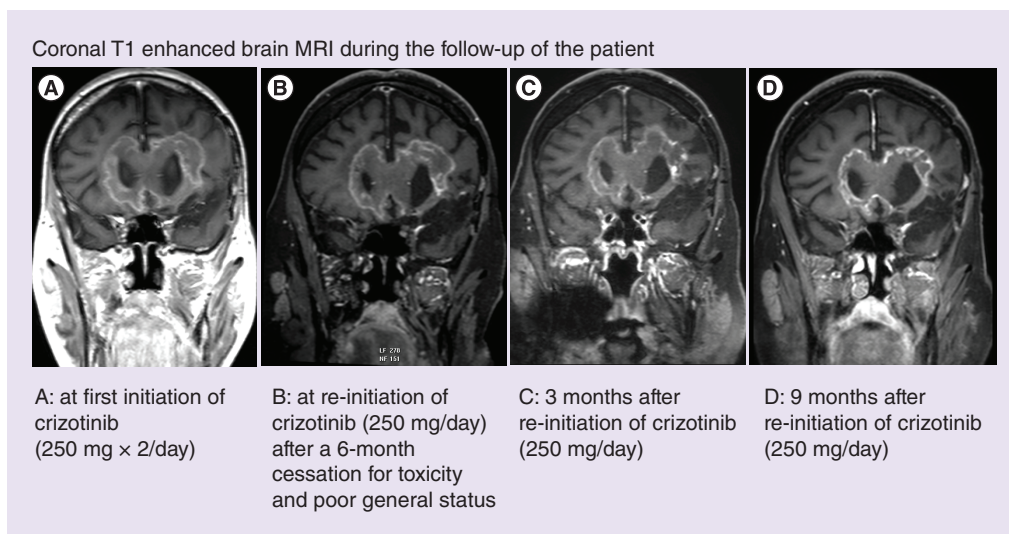 Coronal T1 enhanced brain MRI during the follow-up of the patient
A
B
C
D
LF 270
NF 151
A: at first initiation of
crizotinib
(250 mg × 2/day)
B: at re-initiation of
crizotinib (250 mg/day)
after a 6-month
cessation for toxicity
and poor general status
C: 3 months after
re-initiation of crizotinib
(250 mg/day)
D: 9 months after
re-initiation of crizotinib
(250 mg/day)